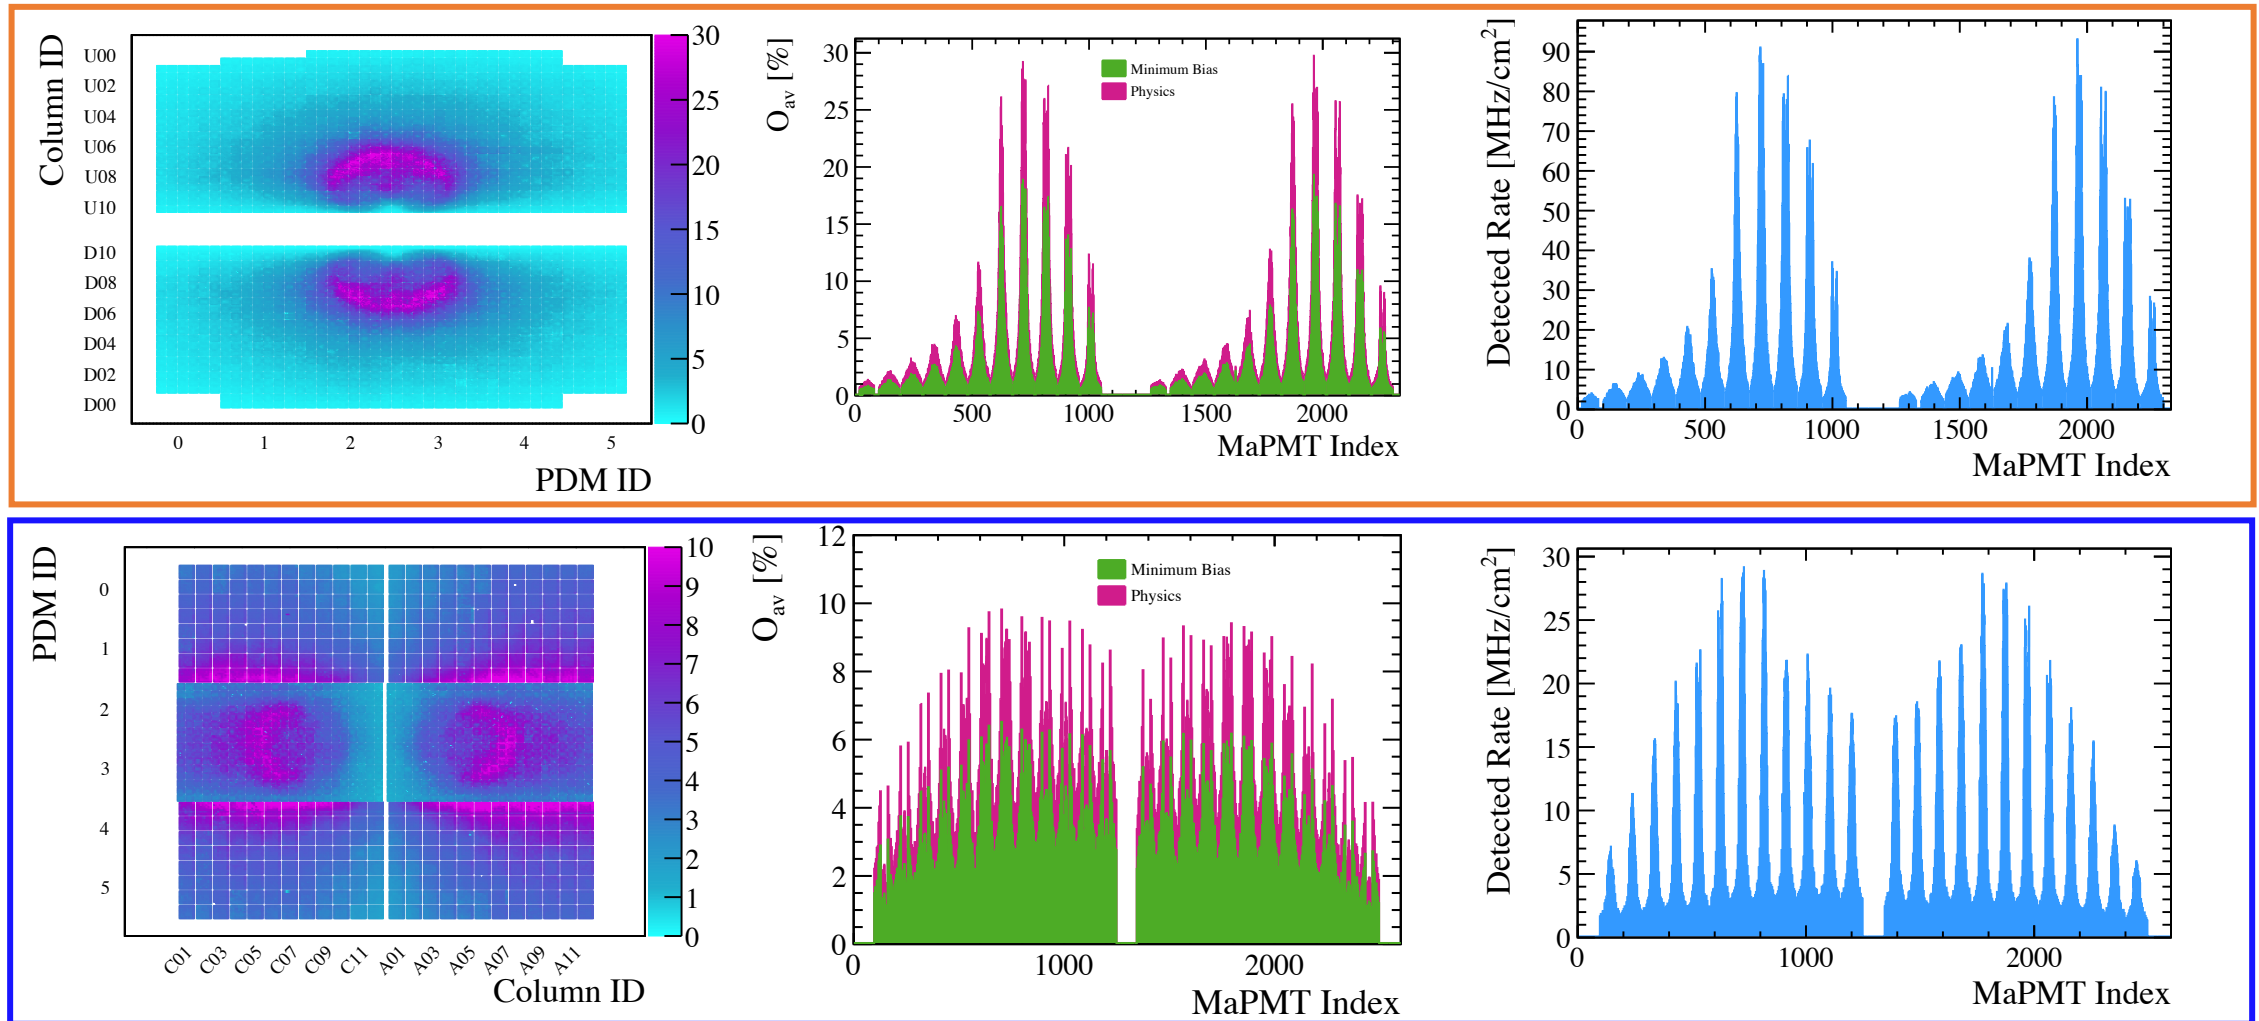 Column ID
U00
U02
U04
U06
U08
U10
D10
D08
D06
D04
D02
D00
0 1 2 3 4 5
PDM ID
30
25
20
15
10
5
0
O_av [%]
30
25
20
15
10
5
0
Minimum Bias
Physics
0 500 1000 1500 2000
MaPMT Index
Detected Rate [MHz/cm²]
90
80
70
60
50
40
30
20
10
0
0 500 1000 1500 2000
MaPMT Index
PDM ID
0
1
2
3
4
5
C01 C03 C05 C07 C09 C11 A01 A03 A05 A07 A09 A11
Column ID
10
9
8
7
6
5
4
3
2
1
0
O_av [%]
12
10
8
6
4
2
0
Minimum Bias
Physics
0 1000 2000
MaPMT Index
Detected Rate [MHz/cm²]
30
25
20
15
10
5
0
0 1000 2000
MaPMT Index